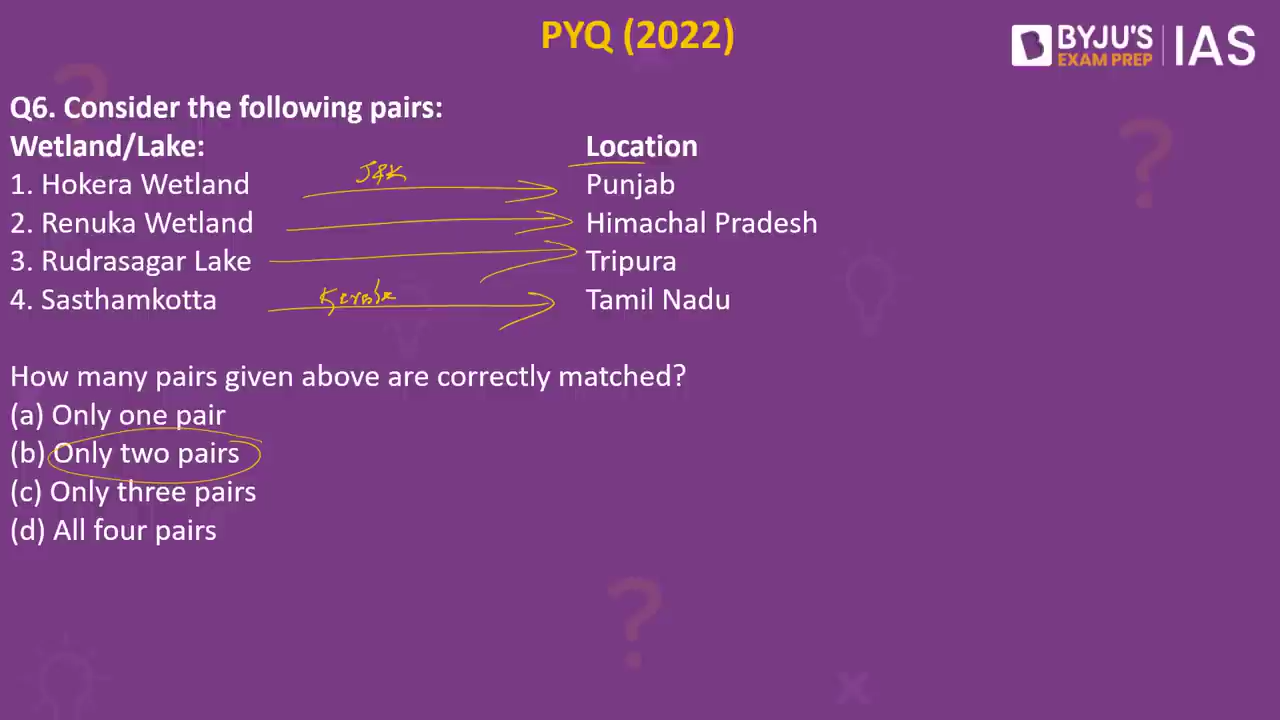 PYQ (2022)
BYJU'S
EXAM PREP
IAS
Q6. Consider the following pairs:
Wetland/Lake: Location
J&K
1. Hokera Wetland Punjab
2. Renuka Wetland Himachal Pradesh
3. Rudrasagar Lake Tripura
Kerala
4. Sasthamkotta Tamil Nadu
How many pairs given above are correctly matched?
(a) Only one pair
(b) Only two pairs
(c) Only three pairs
(d) All four pairs